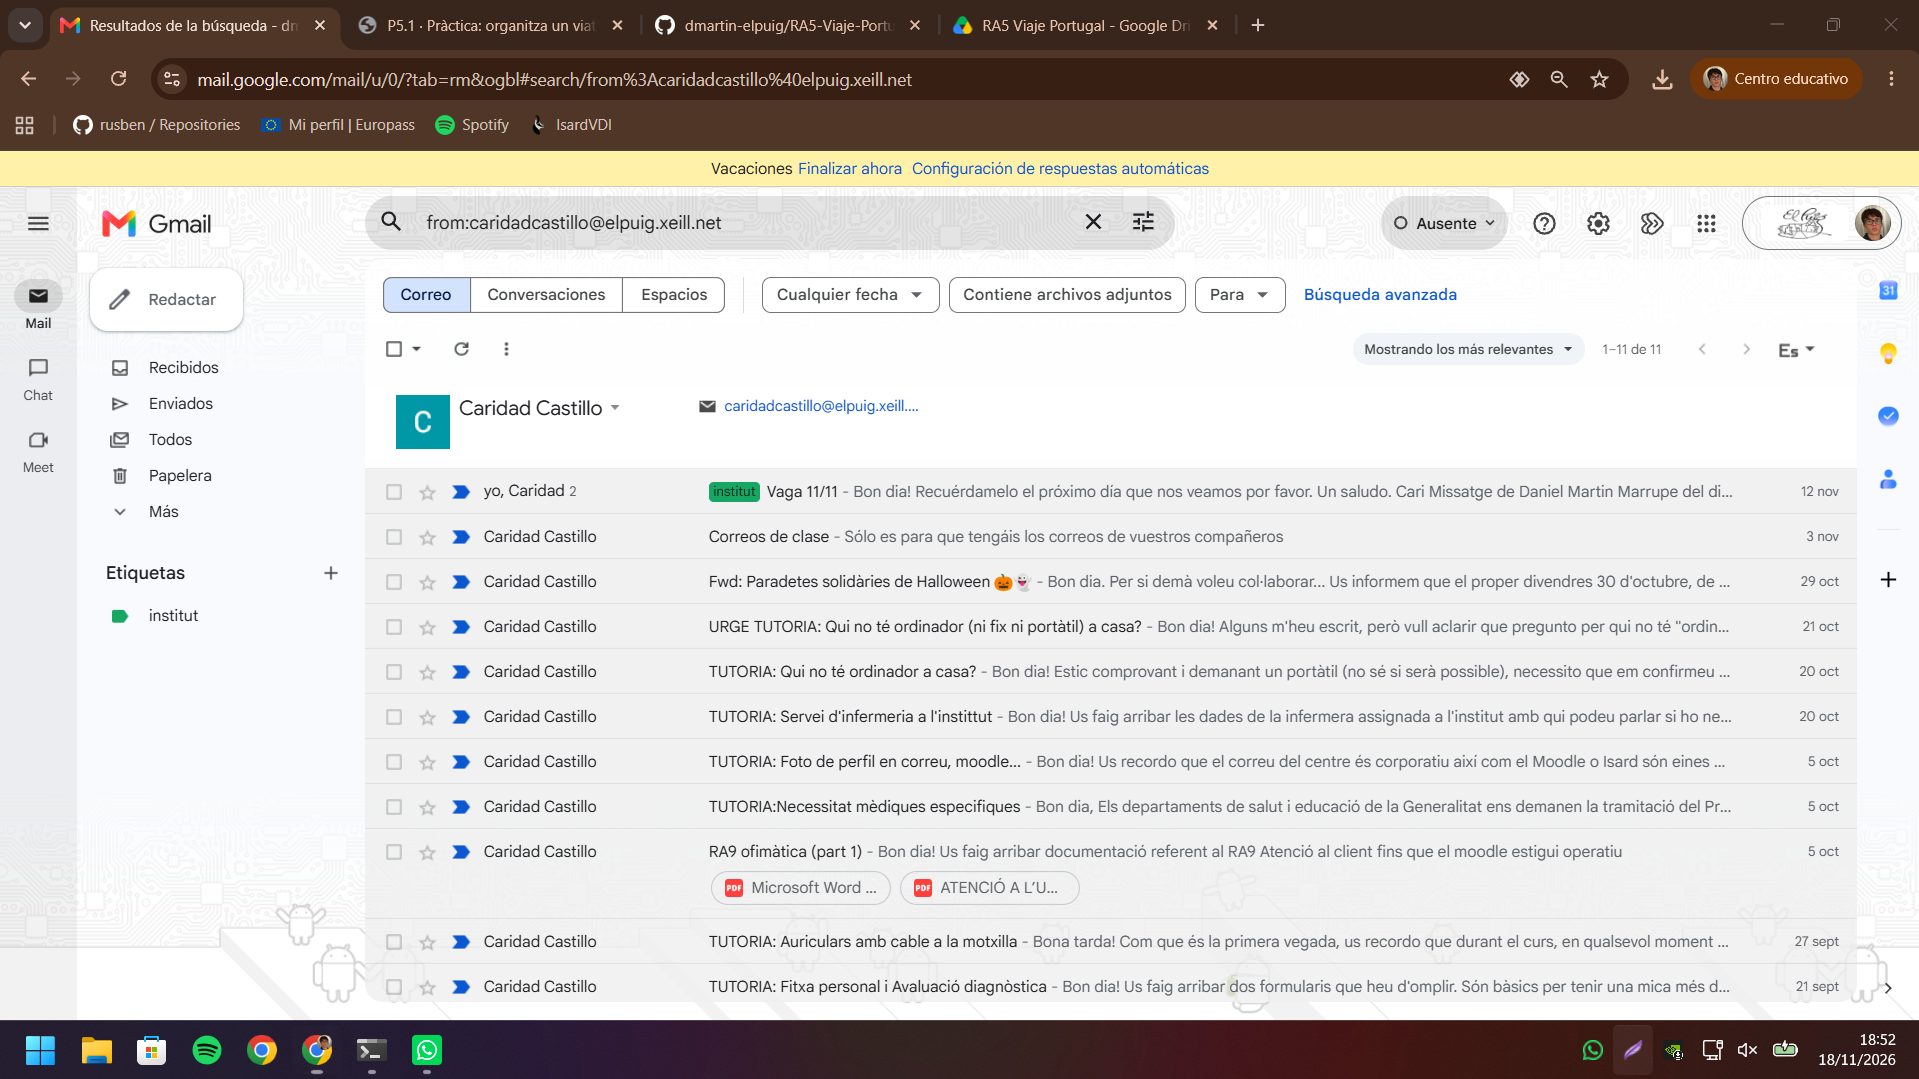 Resultados de la búsqueda - dm
P5.1 · Pràctica: organitza un viat
dmartin-elpuig/RA5-Viaje-Portu
RA5 Viaje Portugal - Google Dri
mail.google.com/mail/u/0/?tab=rm&ogbl#search/from%3Acaridadcastillo%40elpuig.xeill.net
Centro educativo
rusben / Repositories
Mi perfil | Europass
Spotify
IsardVDI
Vacaciones Finalizar ahora Configuración de respuestas automáticas
Gmail
from:caridadcastillo@elpuig.xeill.net
Ausente
El Puig
Mail
Chat
Meet
Redactar
Recibidos
Enviados
Todos
Papelera
Más
Etiquetas
institut
Correo
Conversaciones
Espacios
Cualquier fecha
Contiene archivos adjuntos
Para
Búsqueda avanzada
Mostrando los más relevantes
1–11 de 11
Es
31
C
Caridad Castillo
caridadcastillo@elpuig.xeill....
yo, Caridad 2 institut Vaga 11/11 - Bon dia! Recuérdamelo el próximo día que nos veamos por favor. Un saludo. Cari Missatge de Daniel Martin Marrupe del di... 12 nov
Caridad Castillo Correos de clase - Sólo es para que tengáis los correos de vuestros compañeros 3 nov
Caridad Castillo Fwd: Paradetes solidàries de Halloween 🎃👻 - Bon dia. Per si demà voleu col·laborar... Us informem que el proper divendres 30 d'octubre, de ... 29 oct
Caridad Castillo URGE TUTORIA: Qui no té ordinador (ni fix ni portàtil) a casa? - Bon dia! Alguns m'heu escrit, però vull aclarir que pregunto per qui no té "ordin... 21 oct
Caridad Castillo TUTORIA: Qui no té ordinador a casa? - Bon dia! Estic comprovant i demanant un portàtil (no sé si serà possible), necessito que em confirmeu ... 20 oct
Caridad Castillo TUTORIA: Servei d'infermeria a l'instittut - Bon dia! Us faig arribar les dades de la infermera assignada a l'institut amb qui podeu parlar si ho ne... 20 oct
Caridad Castillo TUTORIA: Foto de perfil en correu, moodle... - Bon dia! Us recordo que el correu del centre és corporatiu així com el Moodle o Isard són eines ... 5 oct
Caridad Castillo TUTORIA:Necessitat mèdiques especifiques - Bon dia, Els departaments de salut i educació de la Generalitat ens demanen la tramitació del Pr... 5 oct
Caridad Castillo RA9 ofimàtica (part 1) - Bon dia! Us faig arribar documentació referent al RA9 Atenció al client fins que el moodle estigui operatiu 5 oct
PDF Microsoft Word ... PDF ATENCIÓ A L'U...
Caridad Castillo TUTORIA: Auriculars amb cable a la motxilla - Bona tarda! Com que és la primera vegada, us recordo que durant el curs, en qualsevol moment ... 27 sept
Caridad Castillo TUTORIA: Fitxa personal i Avaluació diagnòstica - Bon dia! Us faig arribar dos formularis que heu d'omplir. Són bàsics per tenir una mica més d... 21 sept
18:52
18/11/2026